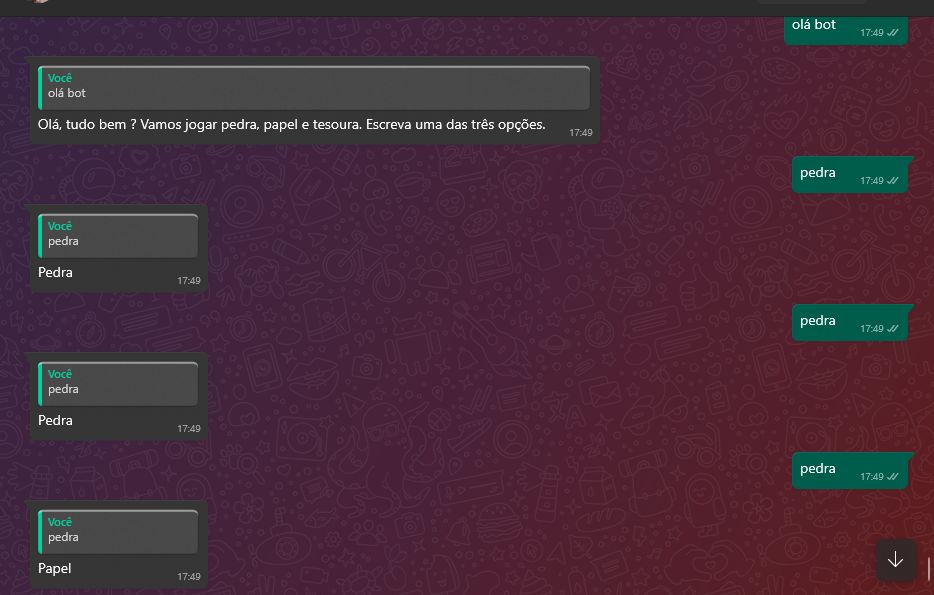 olá bot
17:49
Você
olá bot
Olá, tudo bem ? Vamos jogar pedra, papel e tesoura. Escreva uma das três opções.
17:49
pedra
17:49
Você
pedra
Pedra
17:49
pedra
17:49
Você
pedra
Pedra
17:49
pedra
17:49
Você
pedra
Papel
17:49